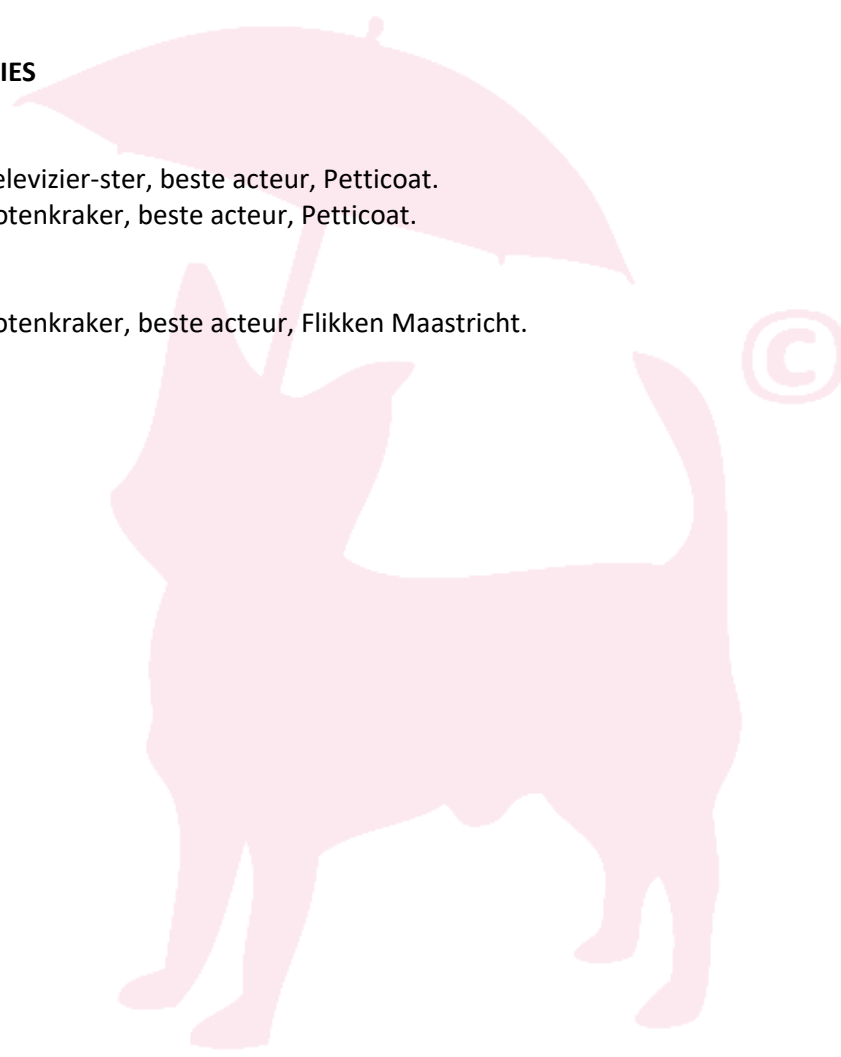 IES
elevizier-ster, beste acteur, Petticoat.
otenkraker, beste acteur, Petticoat.
otenkraker, beste acteur, Flikken Maastricht.
©